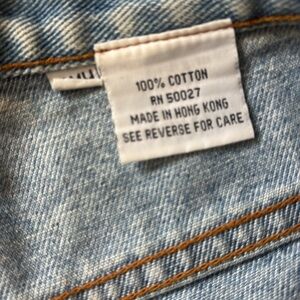 100% COTTON
RN 50027
MADE IN HONG KONG
SEE REVERSE FOR CARE